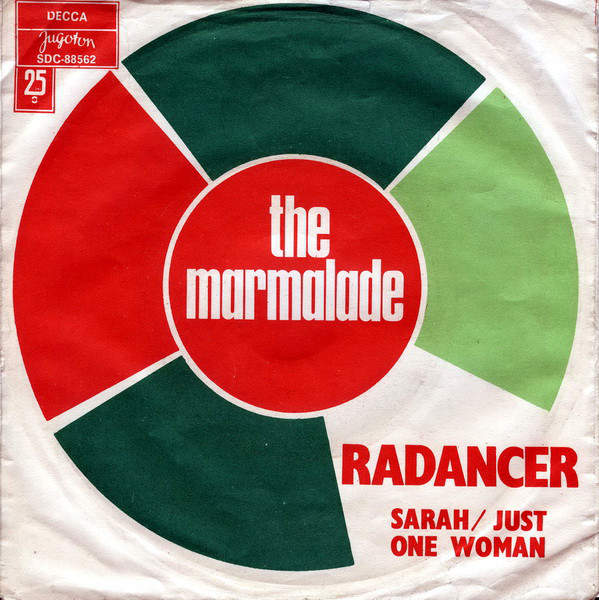 DECCA
Jugoton
SDC-88562
25
the
marmalade
RADANCER
SARAH/ JUST
ONE WOMAN